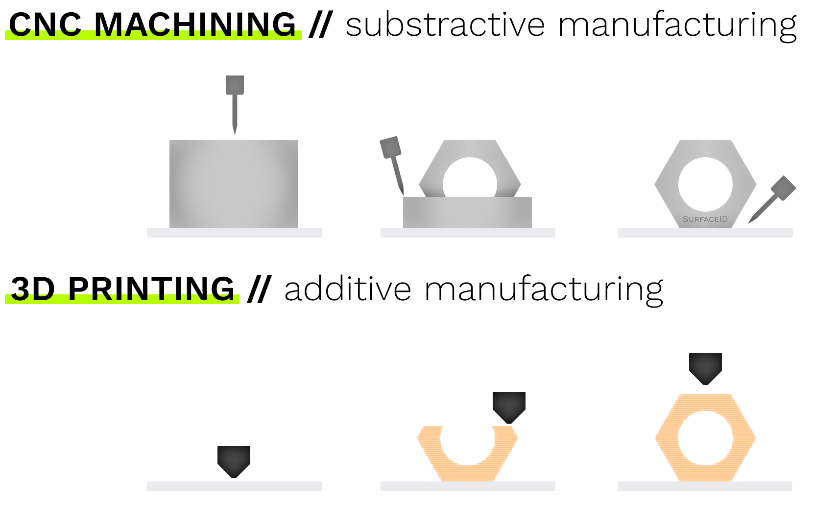 CNC MACHINING // substractive manufacturing
SURFACEID
3D PRINTING // additive manufacturing